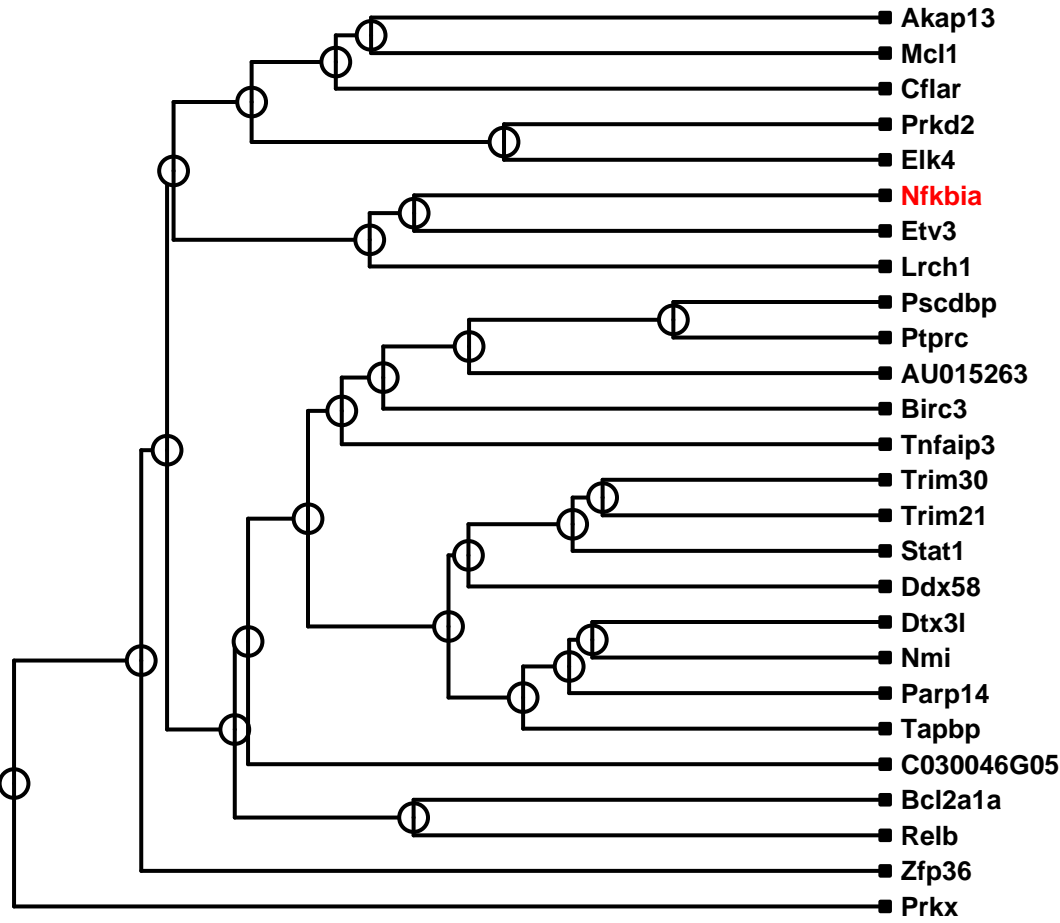 Akap13
Mcl1
Cflar
Prkd2
Elk4
Nfkbia
Etv3
Lrch1
Pscdbp
Ptprc
AU015263
Birc3
Tnfaip3
Trim30
Trim21
Stat1
Ddx58
Dtx3l
Nmi
Parp14
Tapbp
C030046G05
Bcl2a1a
Relb
Zfp36
Prkx